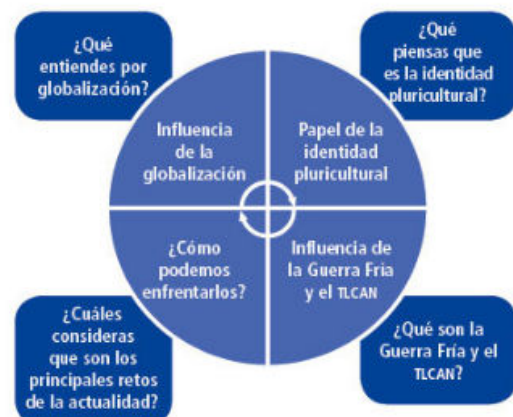 ¿Qué
entiendes por
globalización?
¿Qué
piensas que
es la identidad
pluricultural?
Influencia
de la
globalización
Papel de la
identidad
pluricultural
¿Cómo
podemos
enfrentarlos?
Influencia de
la Guerra Fría
y el TLCAN
¿Cuáles
consideras
que son los
principales retos
de la actualidad?
¿Qué son la
Guerra Fría y el
TLCAN?